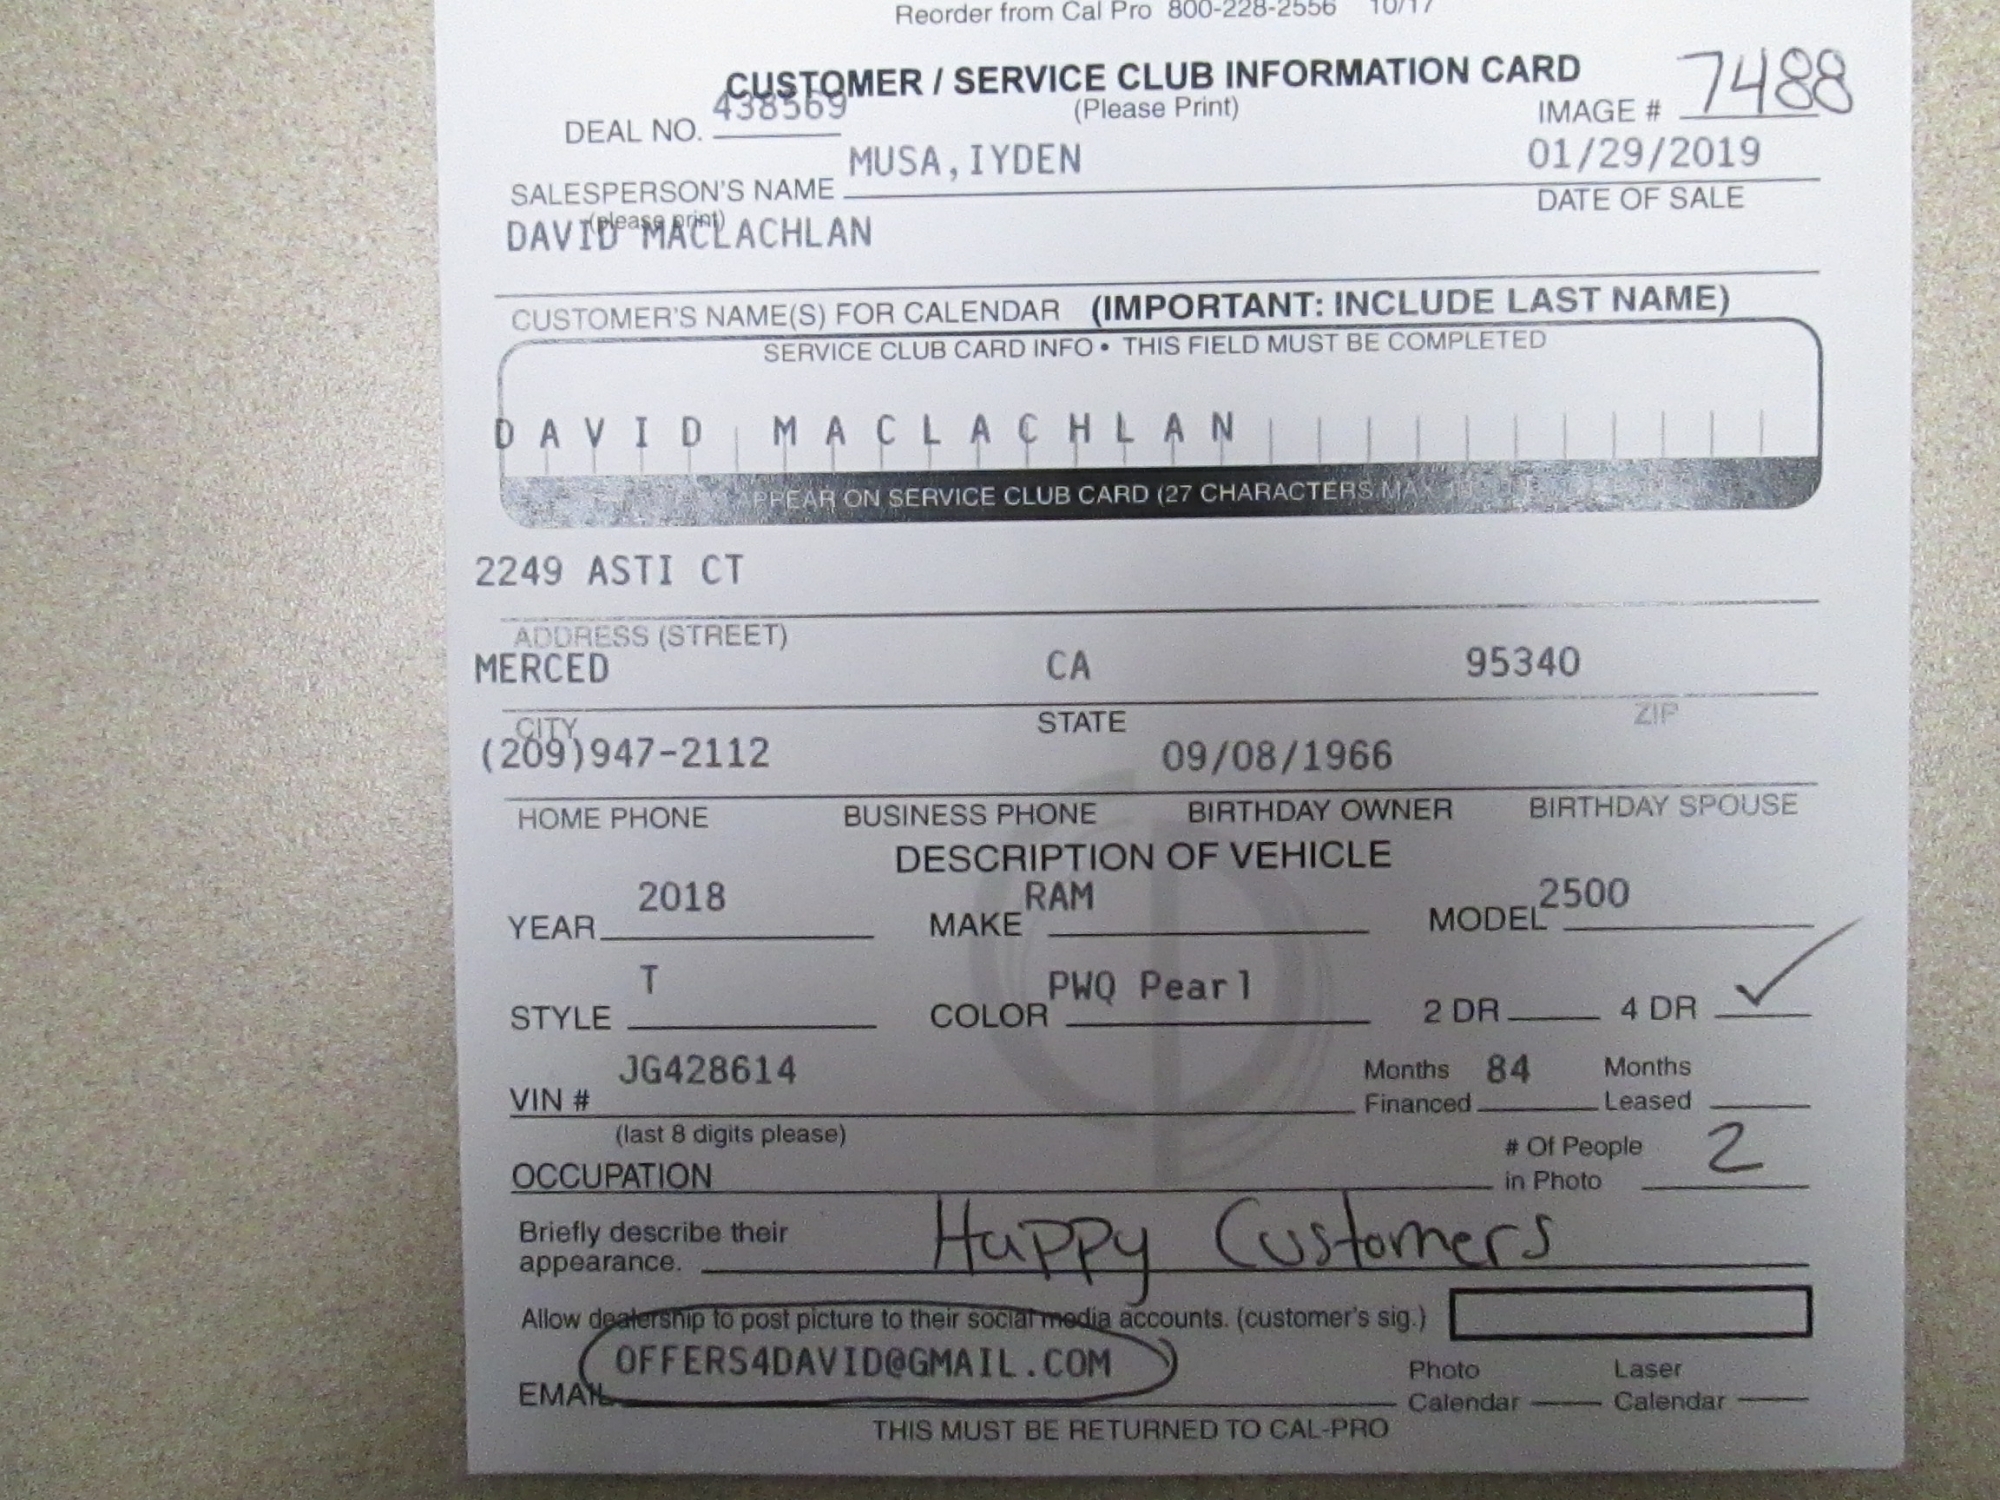 Reorder from Cal Pro 800-228-2556 10/17
CUSTOMER / SERVICE CLUB INFORMATION CARD
(Please Print)
DEAL NO. 438569
IMAGE # 7488
SALESPERSON'S NAME MUSA,IYDEN
01/29/2019
(please print)
DATE OF SALE
DAVID MACLACHLAN
CUSTOMER'S NAME(S) FOR CALENDAR (IMPORTANT: INCLUDE LAST NAME)
SERVICE CLUB CARD INFO • THIS FIELD MUST BE COMPLETED
DAVID MACLACHLAN
APPEAR ON SERVICE CLUB CARD (27 CHARACTERS MAX
2249 ASTI CT
ADDRESS (STREET)
MERCED CA 95340
CITY STATE ZIP
(209)947-2112 09/08/1966
HOME PHONE BUSINESS PHONE BIRTHDAY OWNER BIRTHDAY SPOUSE
DESCRIPTION OF VEHICLE
YEAR 2018 MAKE RAM MODEL 2500
STYLE T COLOR PWQ Pearl 2 DR 4 DR ✓
VIN # JG428614 Months Financed 84 Months Leased
(last 8 digits please)
OCCUPATION # Of People in Photo 2
Briefly describe their appearance. Happy Customers
Allow dealership to post picture to their social media accounts. (customer's sig.)
EMAIL OFFERS4DAVID@GMAIL.COM Photo Calendar Laser Calendar
THIS MUST BE RETURNED TO CAL-PRO